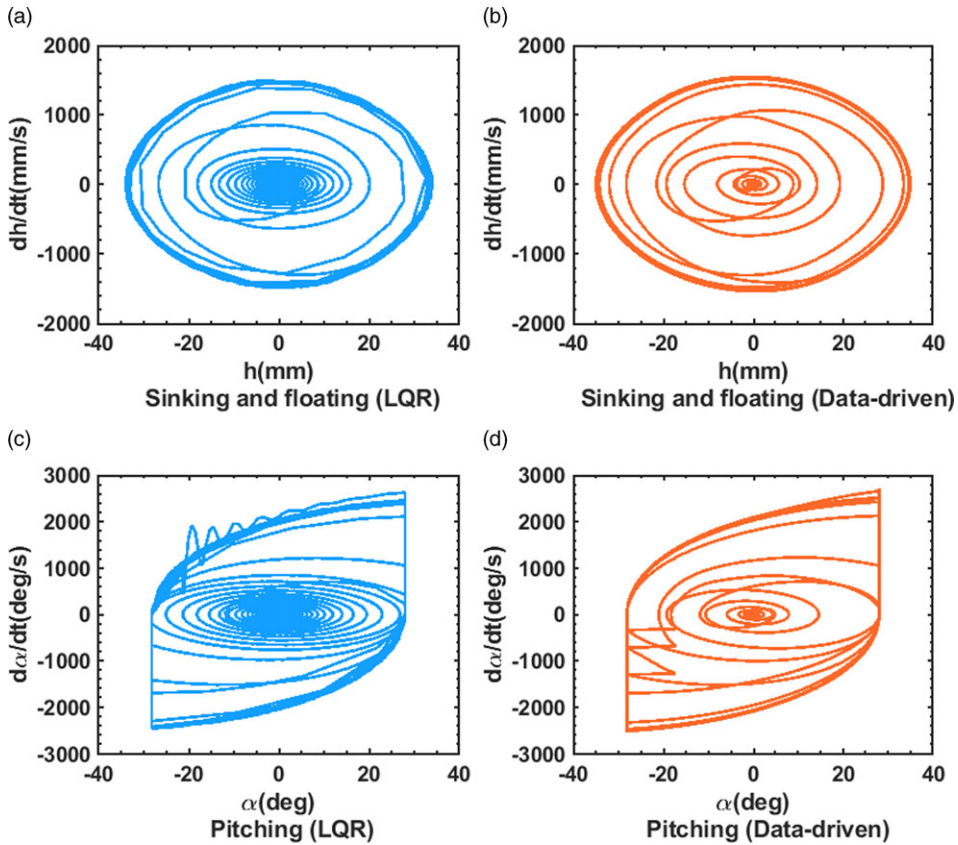 (a)
2000
1000
0
-1000
-2000
dh/dt(mm/s)
-40 -20 0 20 40
h(mm)
Sinking and floating (LQR)
(b)
2000
1000
0
-1000
-2000
dh/dt(mm/s)
-40 -20 0 20 40
h(mm)
Sinking and floating (Data-driven)
(c)
3000
2000
1000
0
-1000
-2000
-3000
dα/dt(deg/s)
-40 -20 0 20 40
α(deg)
Pitching (LQR)
(d)
3000
2000
1000
0
-1000
-2000
-3000
dα/dt(deg/s)
-40 -20 0 20 40
α(deg)
Pitching (Data-driven)